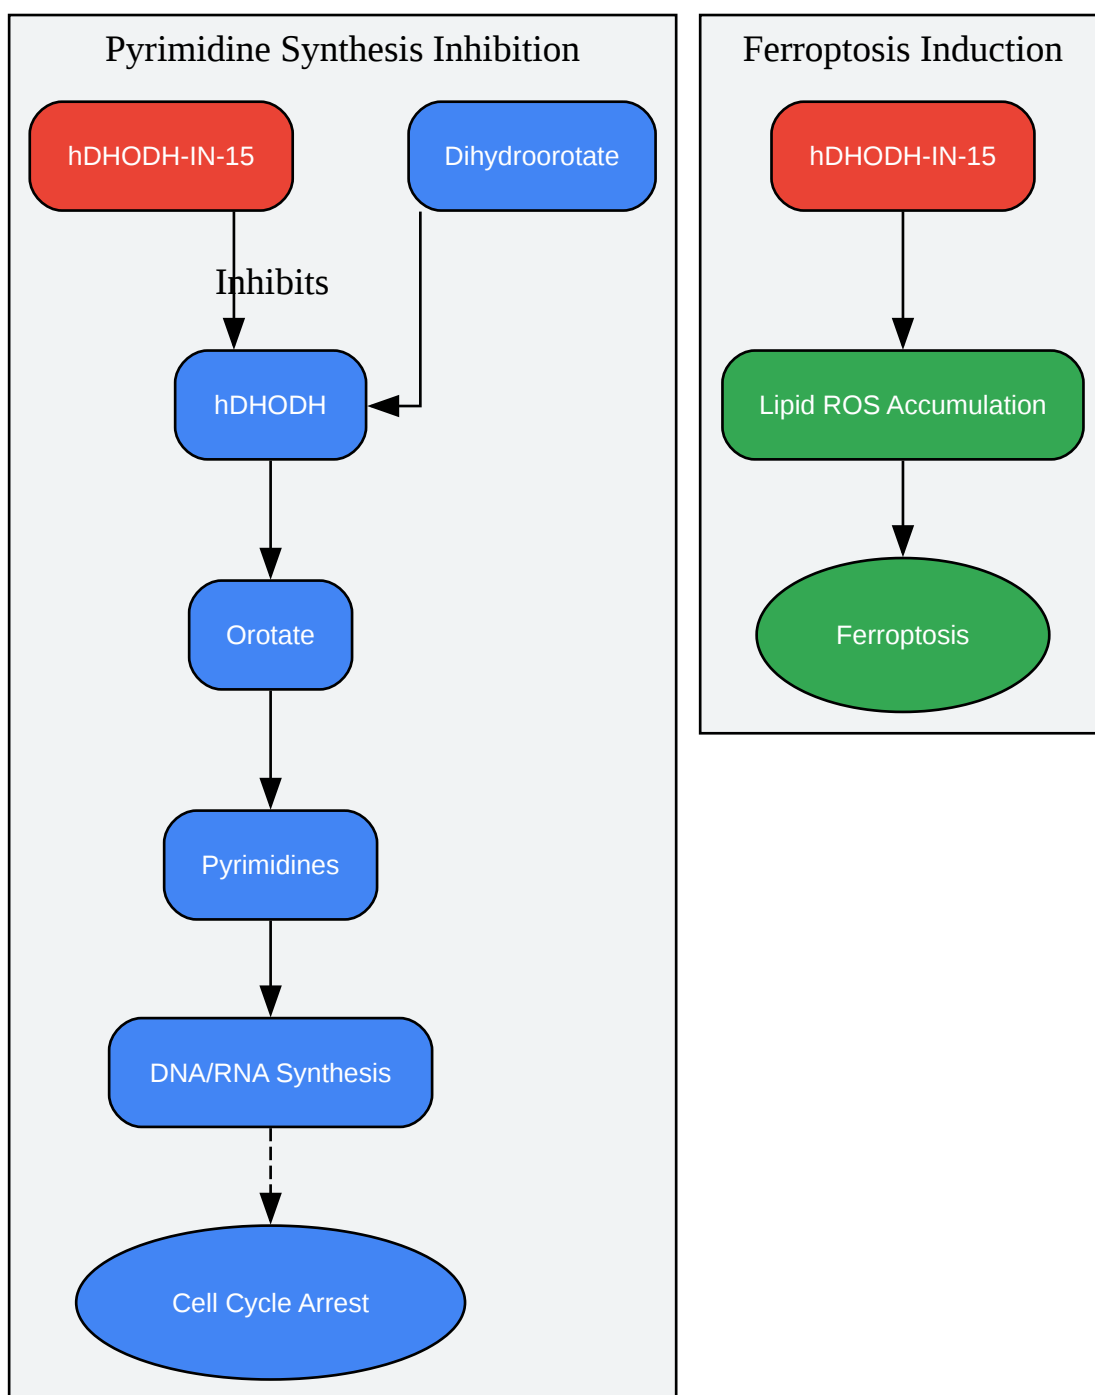 Pyrimidine Synthesis Inhibition
hDHODH-IN-15
Dihydroorotate
Inhibits
hDHODH
Orotate
Pyrimidines
DNA/RNA Synthesis
Cell Cycle Arrest
Ferroptosis Induction
hDHODH-IN-15
Lipid ROS Accumulation
Ferroptosis